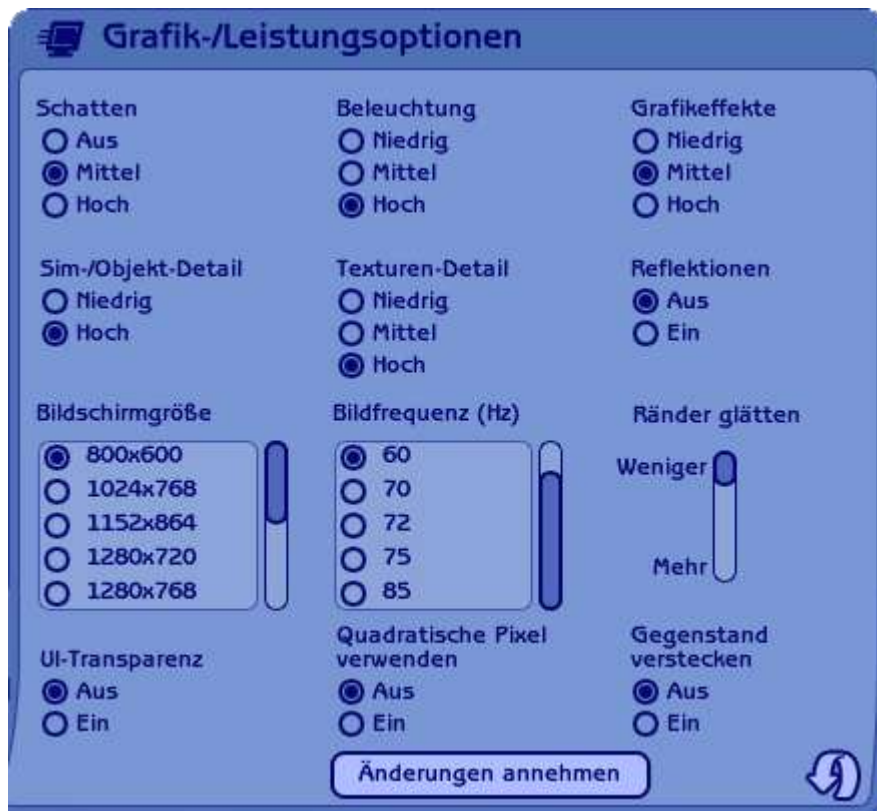 Grafik-/Leistungsoptionen
Schatten
Aus
Mittel
Hoch
Beleuchtung
Niedrig
Mittel
Hoch
Grafikeffekte
Niedrig
Mittel
Hoch
Sim-/Objekt-Detail
Niedrig
Hoch
Texturen-Detail
Niedrig
Mittel
Hoch
Reflektionen
Aus
Ein
Bildschirmgröße
800x600
1024x768
1152x864
1280x720
1280x768
Bildfrequenz (Hz)
60
70
72
75
85
Ränder glätten
Weniger
Mehr
UI-Transparenz
Aus
Ein
Quadratische Pixel
verwenden
Aus
Ein
Gegenstand
verstecken
Aus
Ein
Änderungen annehmen